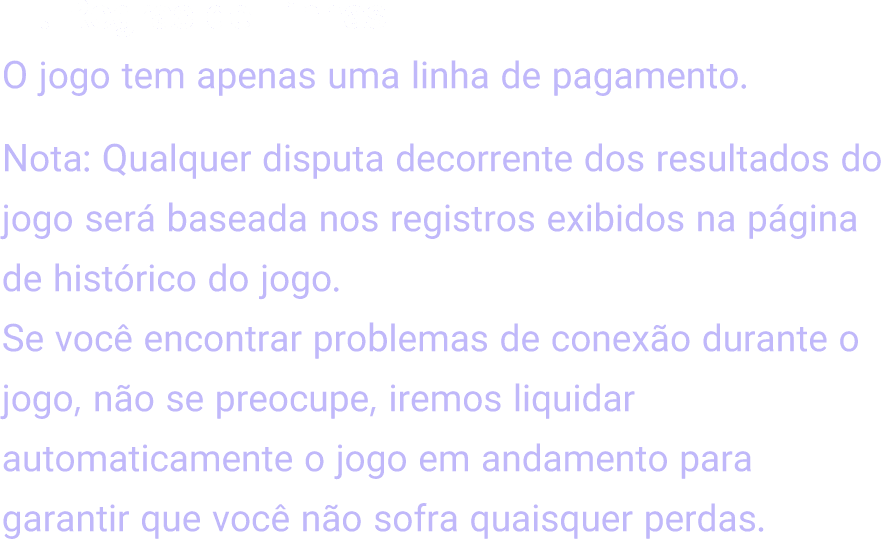 O jogo tem apenas uma linha de pagamento.
Nota: Qualquer disputa decorrente dos resultados do
jogo será baseada nos registros exibidos na página
de histórico do jogo.
Se você encontrar problemas de conexão durante o
jogo, não se preocupe, iremos liquidar
automaticamente o jogo em andamento para
garantir que você não sofra quaisquer perdas.